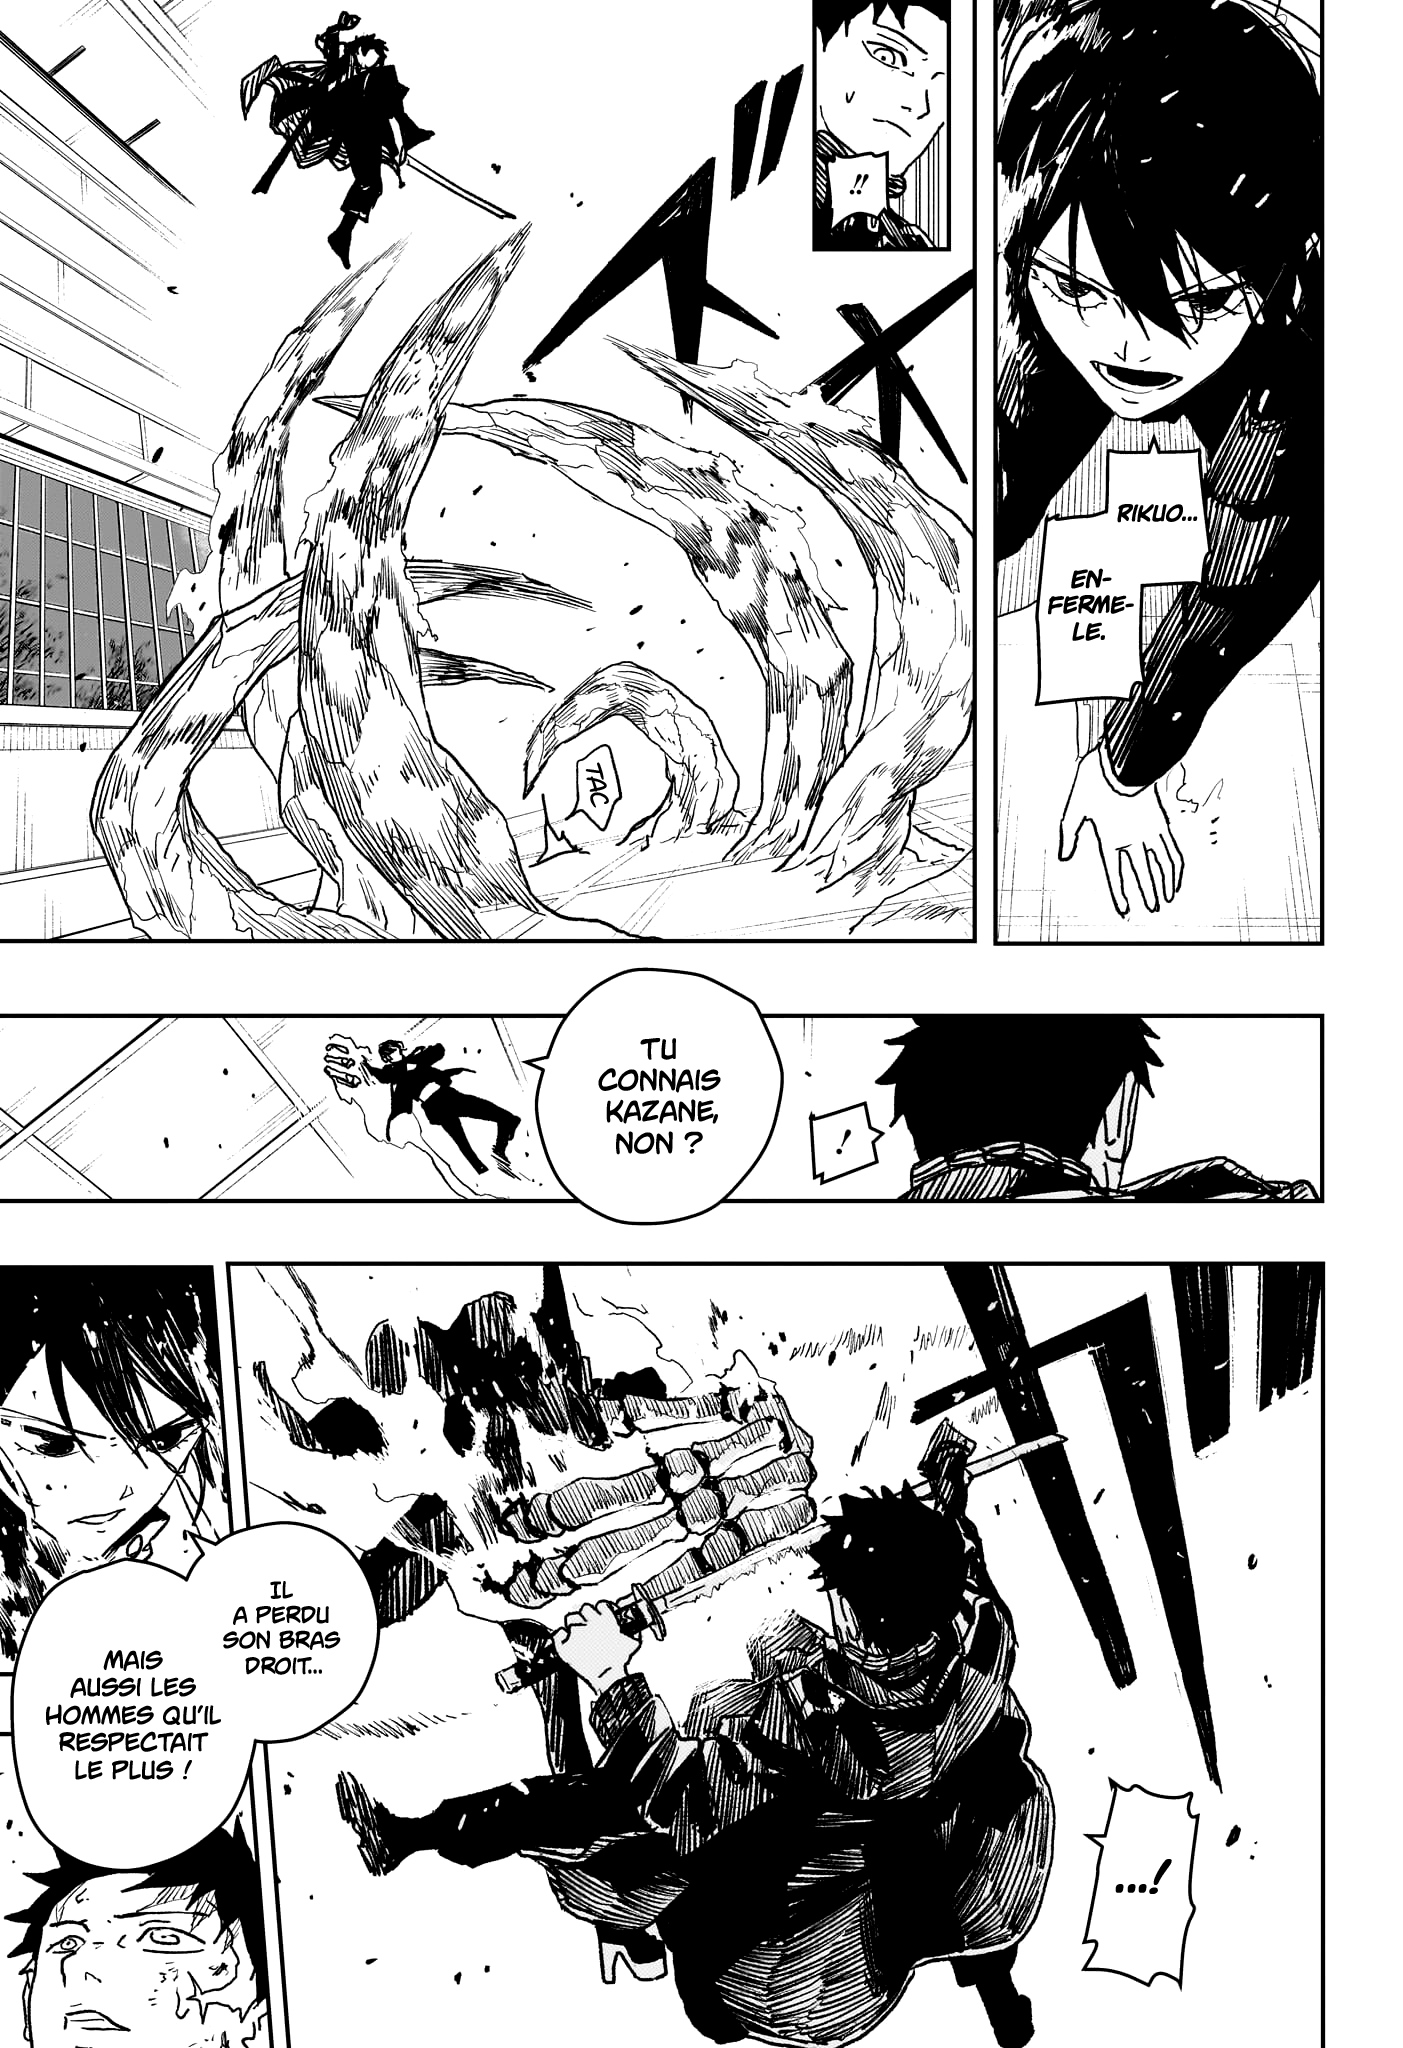 RIKUO...
EN-
FERME-
LE.
!!
TAC
!
TU
CONNAIS
KAZANE,
NON ?
...!
IL
A PERDU
SON BRAS
DROIT...
MAIS
AUSSI LES
HOMMES QU'IL
RESPECTAIT
LE PLUS !